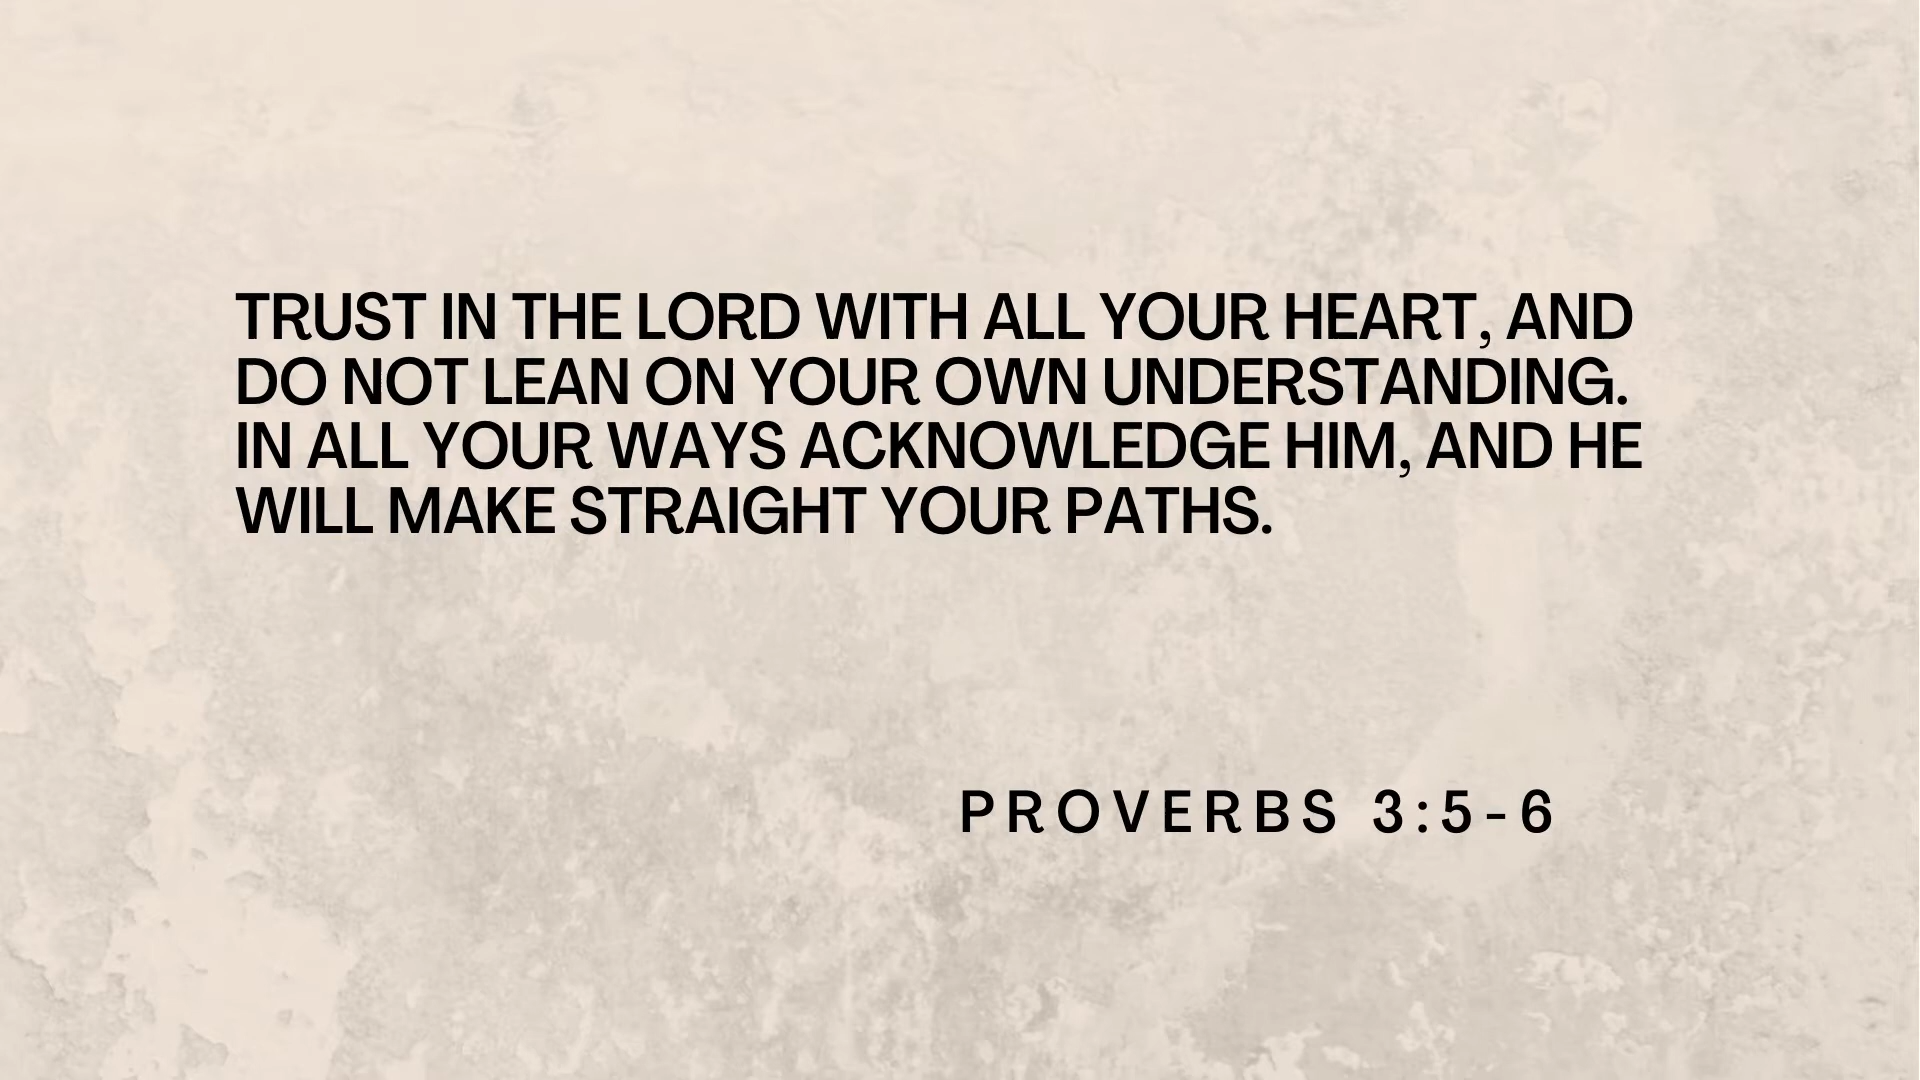 TRUST IN THE LORD WITH ALL YOUR HEART, AND
DO NOT LEAN ON YOUR OWN UNDERSTANDING.
IN ALL YOUR WAYS ACKNOWLEDGE HIM, AND HE
WILL MAKE STRAIGHT YOUR PATHS.
PROVERBS 3:5-6